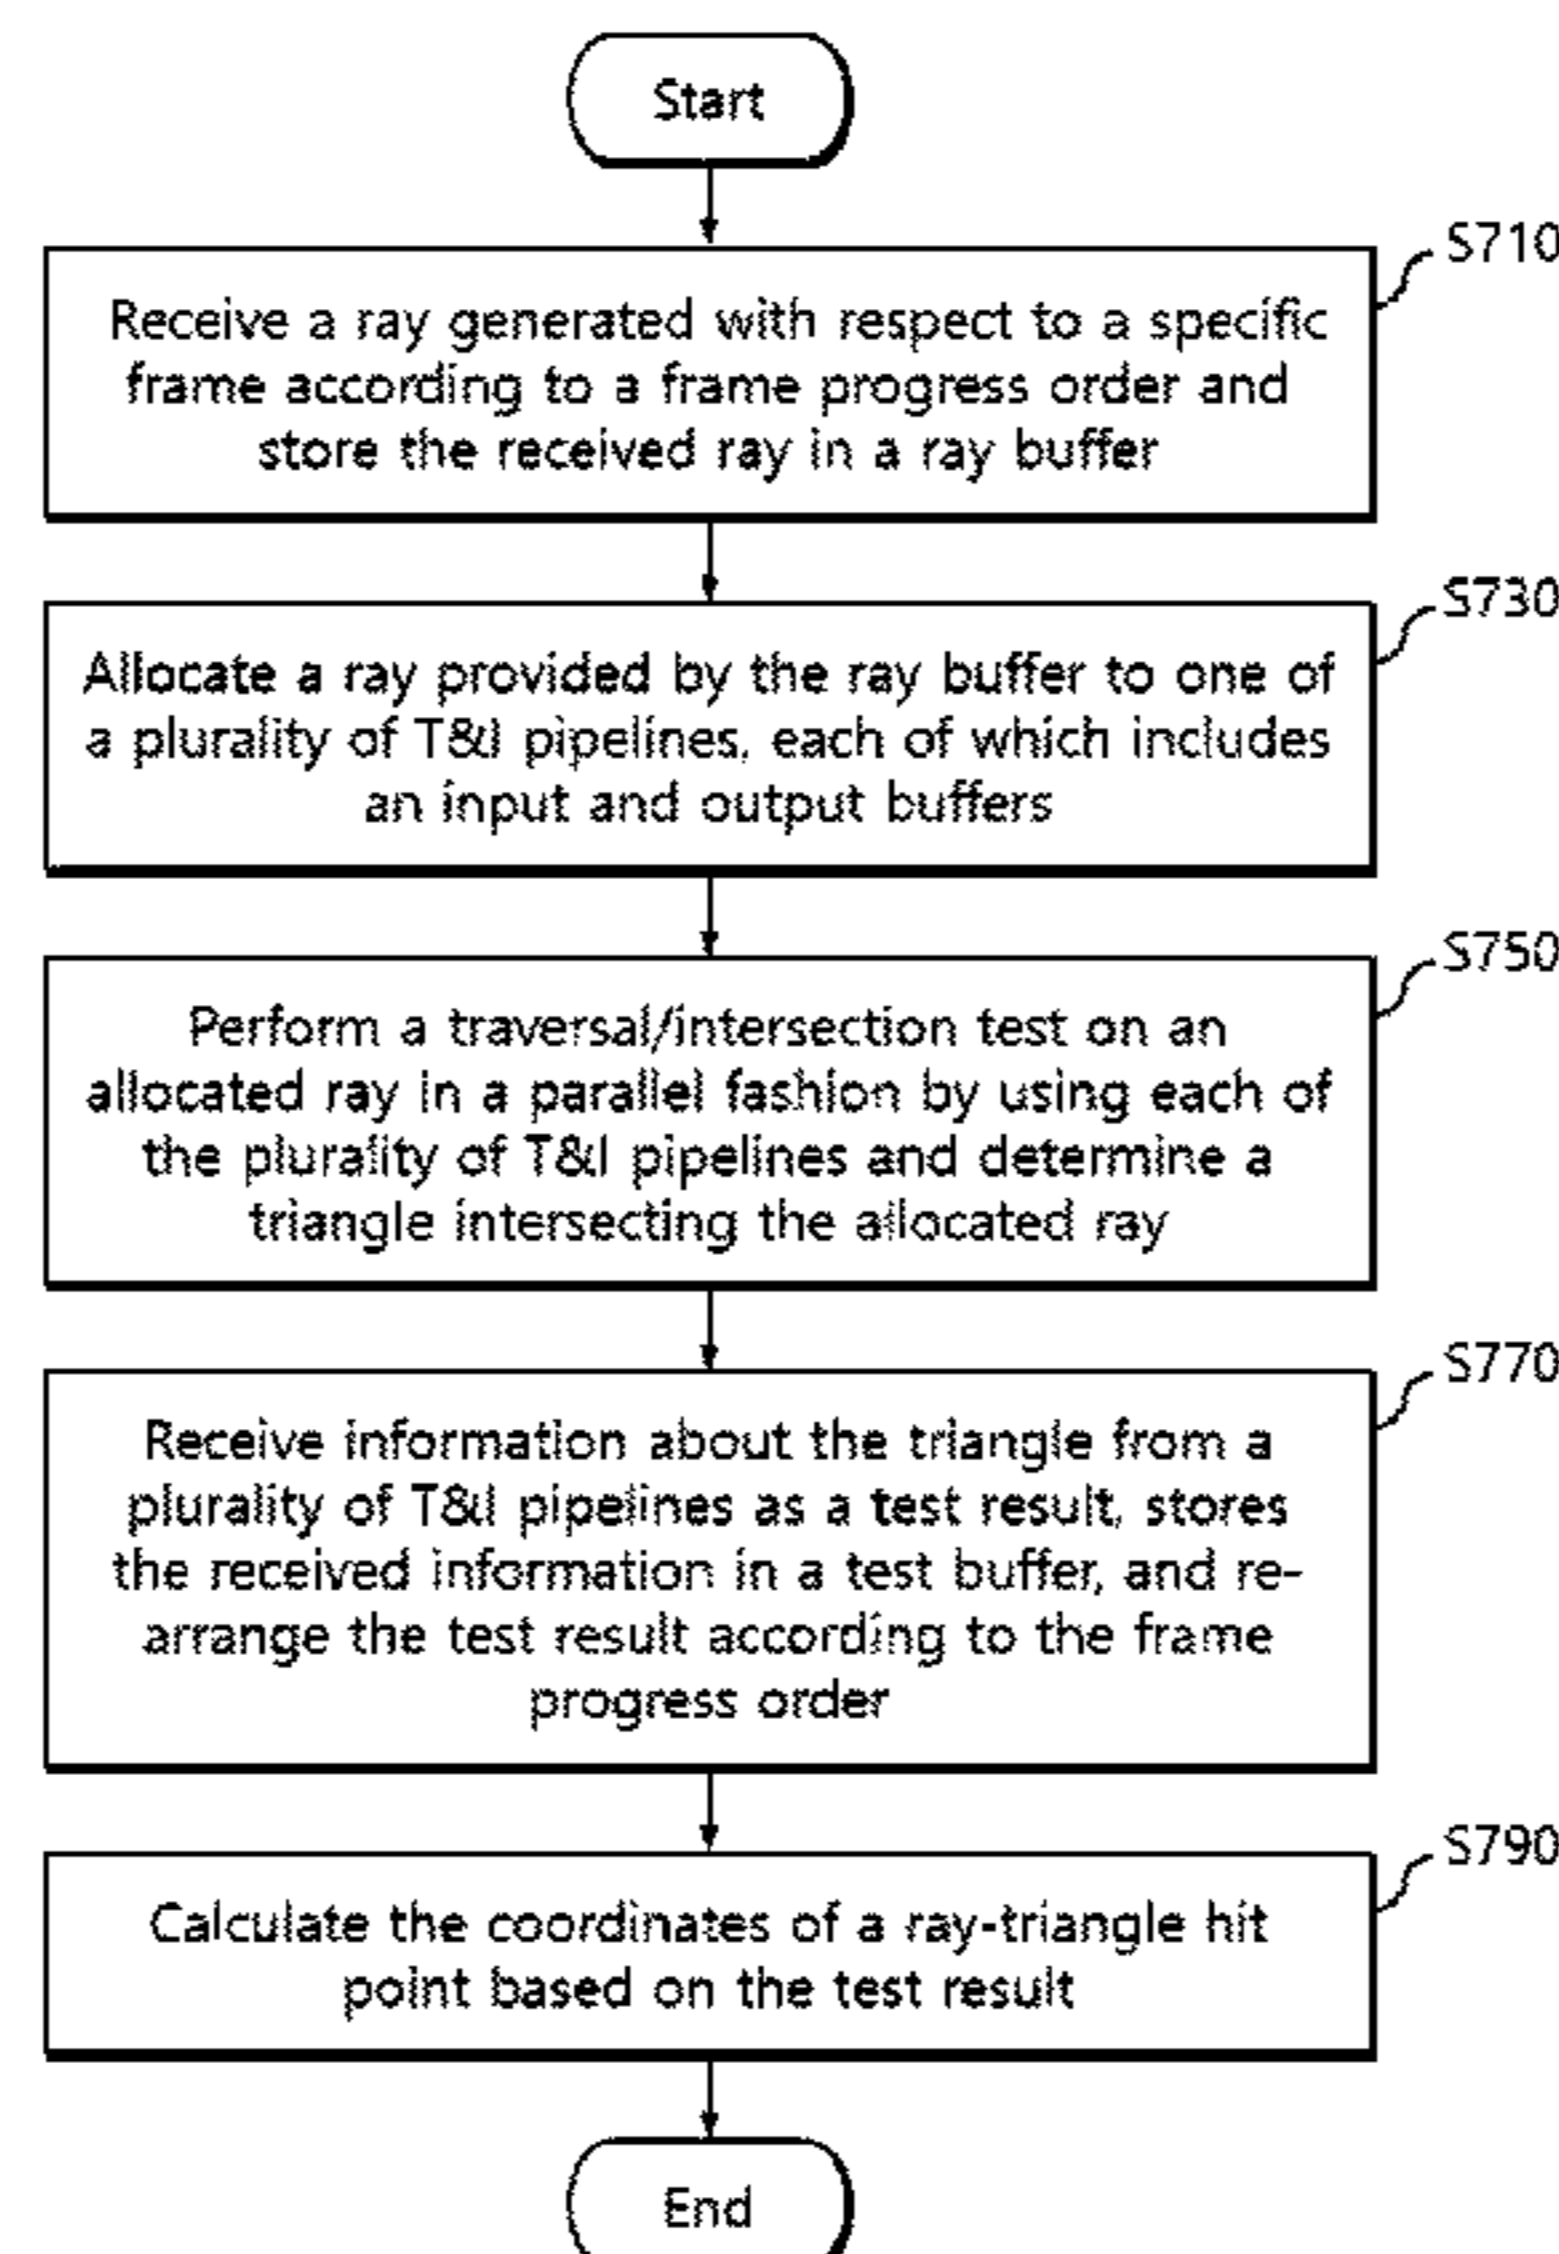 Start
S710
Receive a ray generated with respect to a specific
frame according to a frame progress order and
store the received ray in a ray buffer
S730
Allocate a ray provided by the ray buffer to one of
a plurality of T&I pipelines, each of which includes
an input and output buffers
S750
Perform a traversal/intersection test on an
allocated ray in a parallel fashion by using each of
the plurality of T&I pipelines and determine a
triangle intersecting the allocated ray
S770
Receive information about the triangle from a
plurality of T&I pipelines as a test result, stores
the received information in a test buffer, and re-
arrange the test result according to the frame
progress order
S790
Calculate the coordinates of a ray-triangle hit
point based on the test result
End